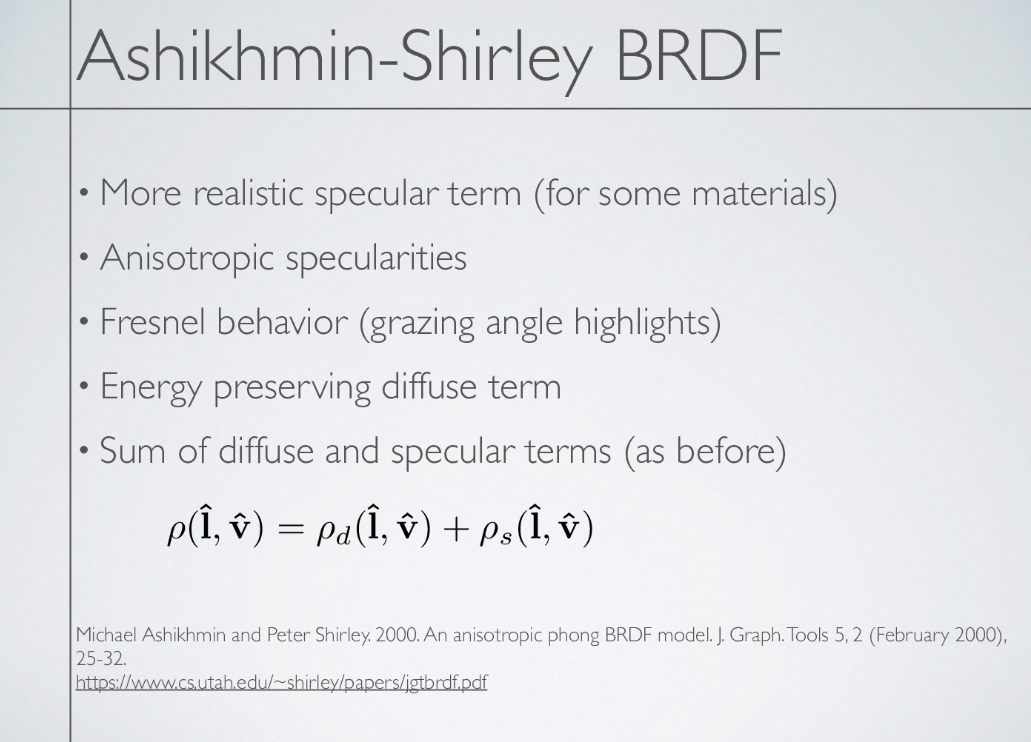 Ashikhmin-Shirley BRDF
• More realistic specular term (for some materials)
• Anisotropic specularities
• Fresnel behavior (grazing angle highlights)
• Energy preserving diffuse term
• Sum of diffuse and specular terms (as before)
ρ(l̂, v̂) = ρ_d(l̂, v̂) + ρ_s(l̂, v̂)
Michael Ashikhmin and Peter Shirley. 2000. An anisotropic phong BRDF model. J. Graph. Tools 5, 2 (February 2000),
25-32.
https://www.cs.utah.edu/~shirley/papers/jgtbrdf.pdf